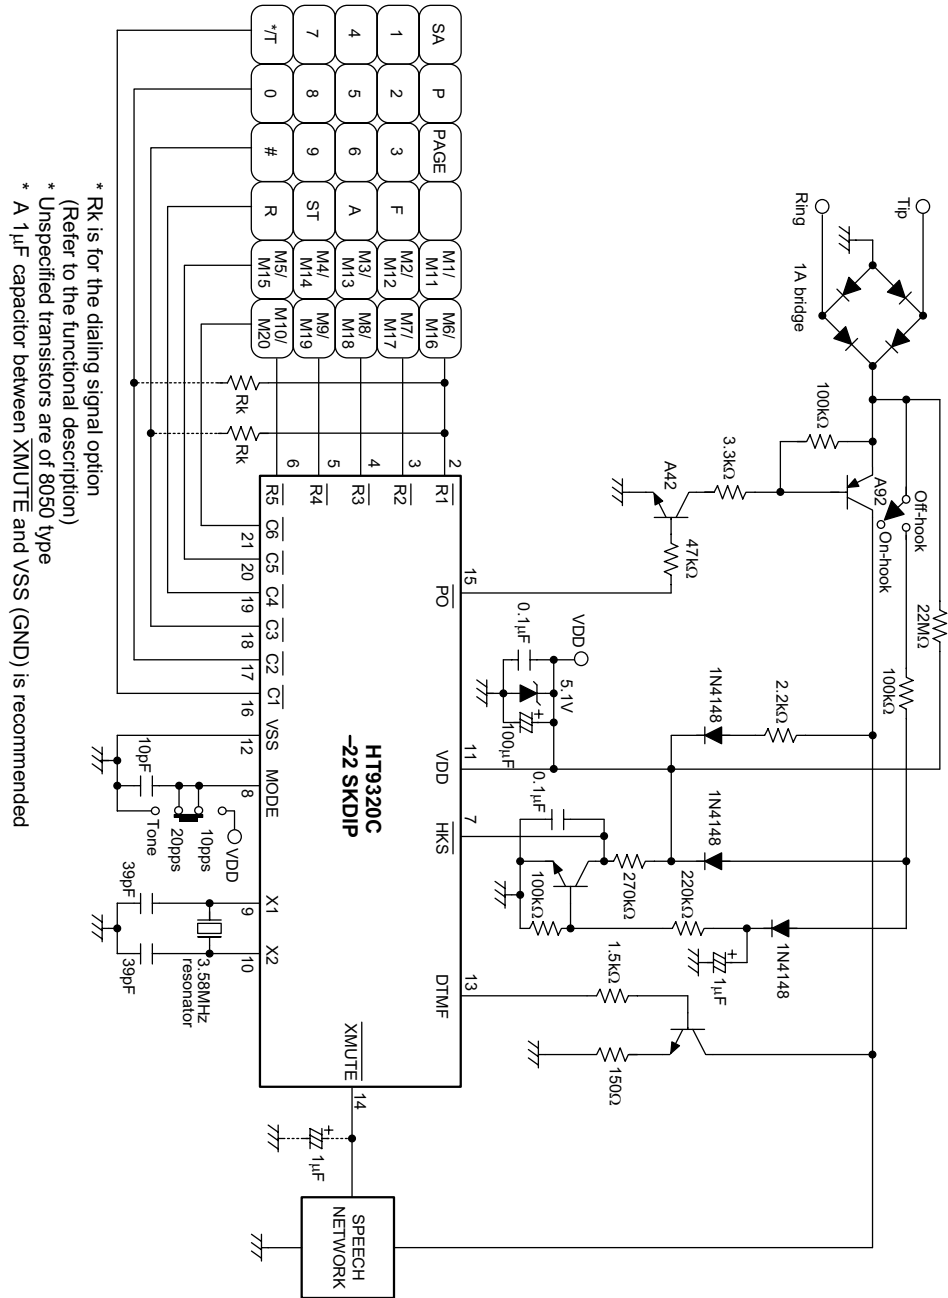 Tip
Ring
1A bridge
100kΩ
A92
Off-hook
On-hook
22MΩ
100kΩ
3.3kΩ
A42
47kΩ
2.2kΩ
1N4148
1N4148
1N4148
VDD
0.1μF
5.1V
100μF
0.1μF
270kΩ
100kΩ
220kΩ
1μF
1.5kΩ
150Ω
SA
P
PAGE
M1/
M11
M6/
M16
1
2
3
F
M2/
M12
M7/
M17
4
5
6
A
M3/
M13
M8/
M18
7
8
9
ST
M4/
M14
M9/
M19
*/T
0
#
R
M5/
M15
M10/
M20
Rk
Rk
2
3
4
5
6
R1
R2
R3
R4
R5
15
PO
11
VDD
7
HKS
13
DTMF
HT9320C
–22 SKDIP
C6
C5
C4
C3
C2
C1
VSS
MODE
X1
X2
21
20
19
18
17
16
12
8
9
10
XMUTE
14
1μF
SPEECH
NETWORK
10pF
VDD
10pps
20pps
Tone
39pF
39pF
3.58MHz
resonator
* Rk is for the dialing signal option
(Refer to the functional description)
* Unspecified transistors are of 8050 type
* A 1μF capacitor between XMUTE and VSS (GND) is recommended